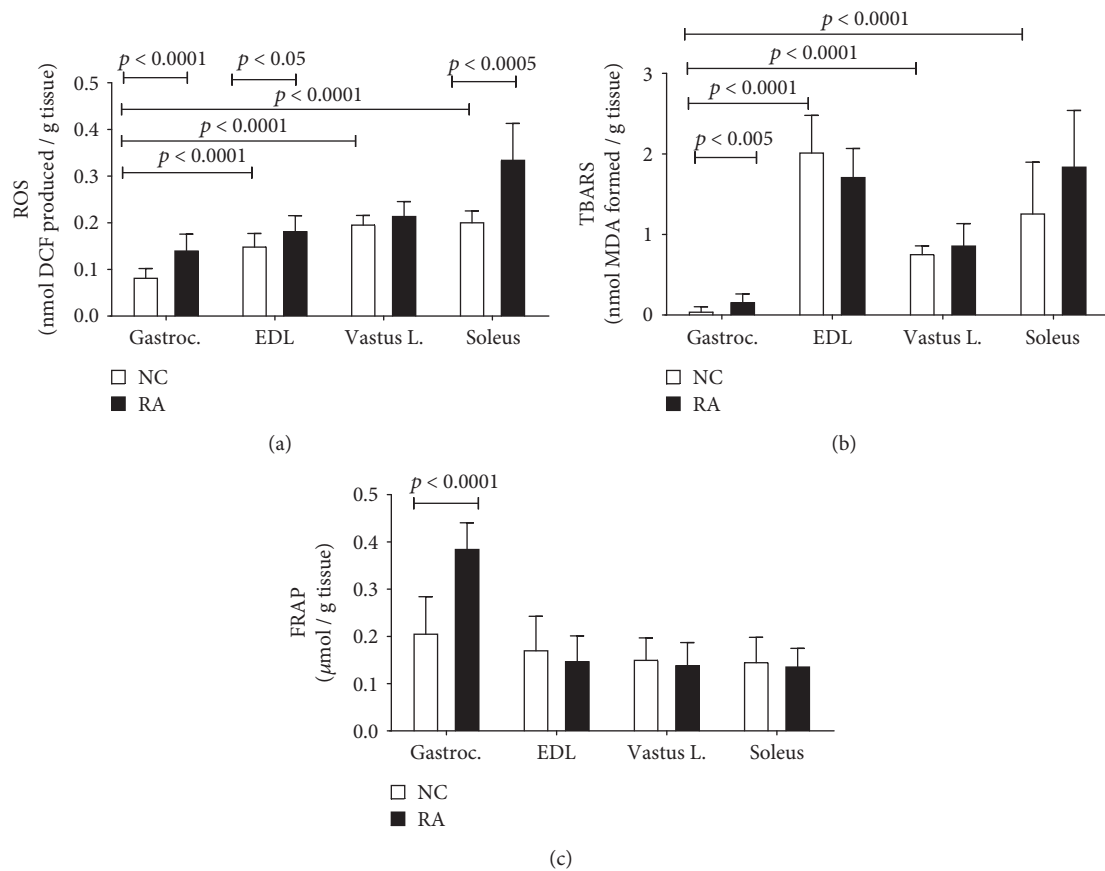 p < 0.0001
p < 0.05
p < 0.0005
p < 0.0001
p < 0.0001
p < 0.0001
ROS
(nmol DCF produced / g tissue)
0.5
0.4
0.3
0.2
0.1
0.0
Gastroc.
EDL
Vastus L.
Soleus
NC
RA
(a)
p < 0.0001
p < 0.0001
p < 0.0001
p < 0.005
TBARS
(nmol MDA formed / g tissue)
3
2
1
0
Gastroc.
EDL
Vastus L.
Soleus
NC
RA
(b)
p < 0.0001
FRAP
(μmol / g tissue)
0.5
0.4
0.3
0.2
0.1
0.0
Gastroc.
EDL
Vastus L.
Soleus
NC
RA
(c)